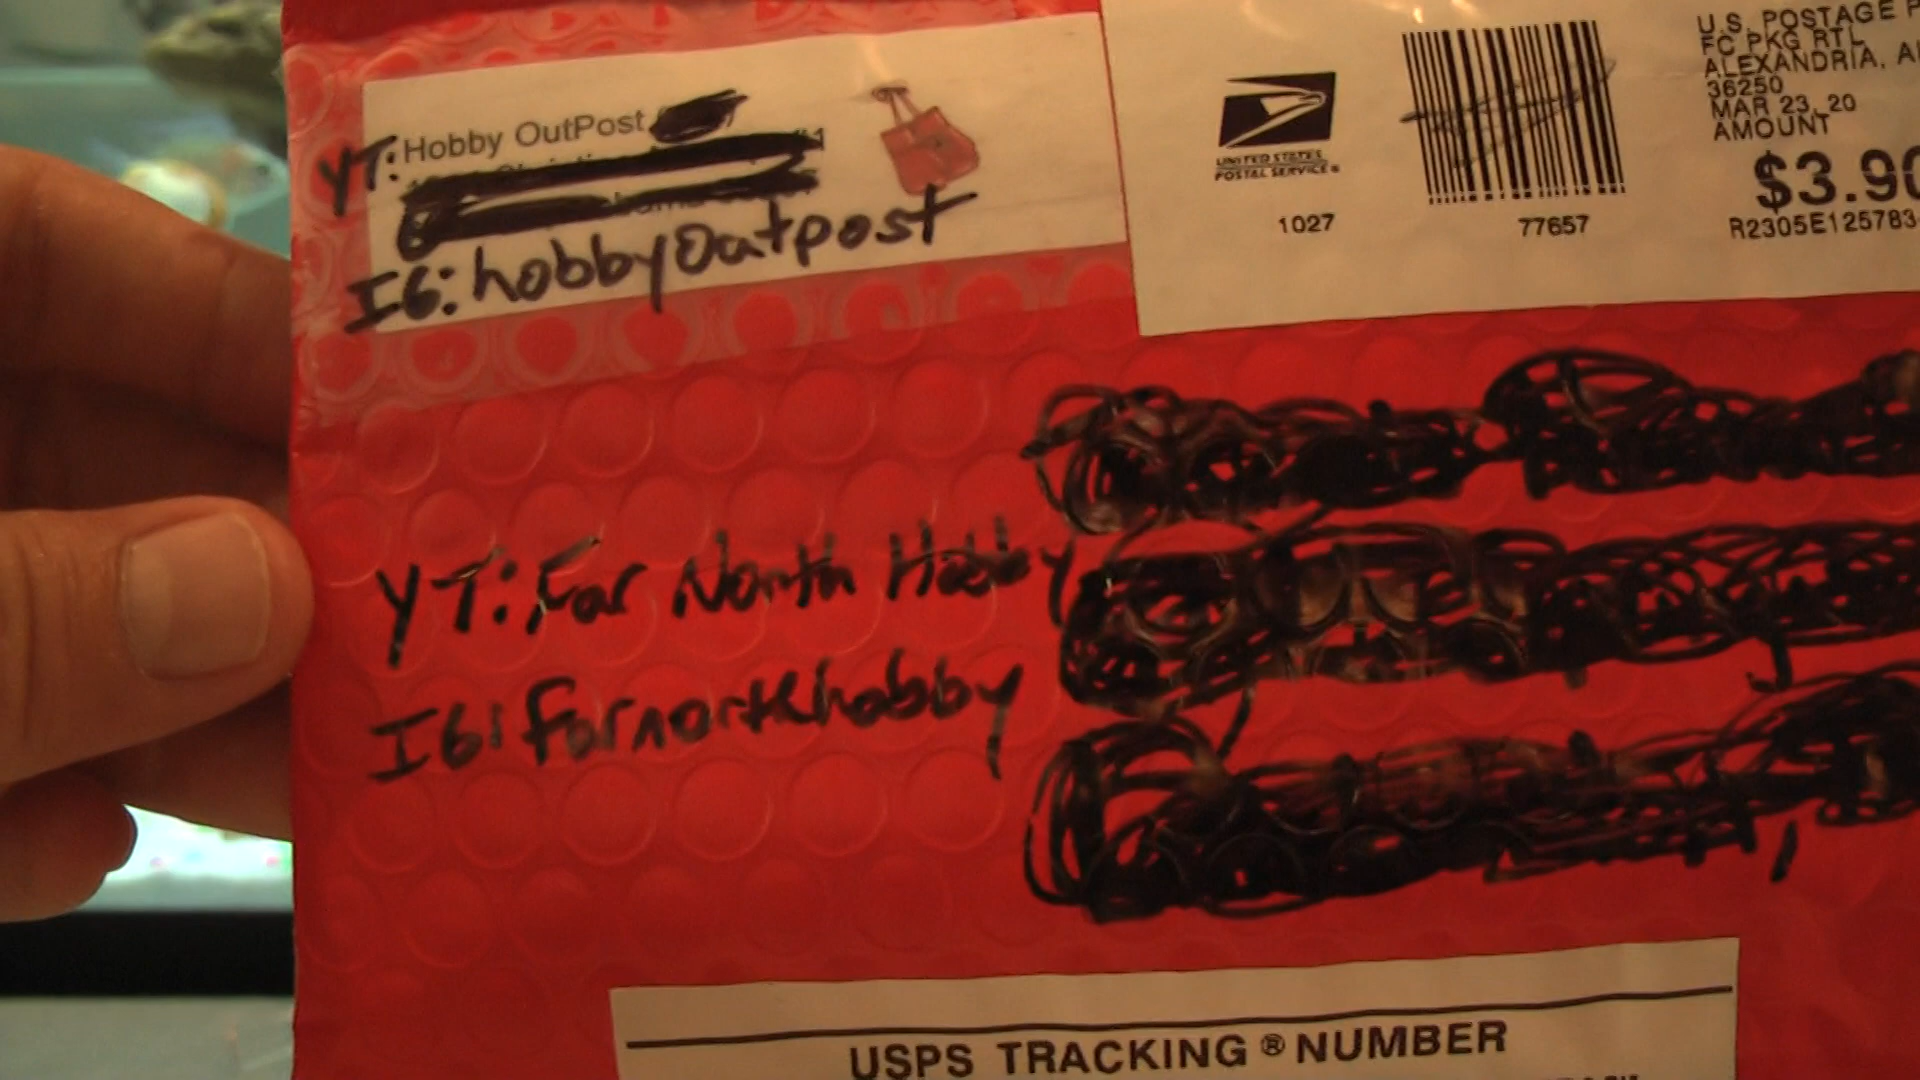 YT: Hobby OutPost
IG: hobbyOutpost
UNITED STATES
POSTAL SERVICE®
1027
77657
U.S. POSTAGE P
FC PKG RTL
ALEXANDRIA, A
36250
MAR 23, 20
AMOUNT
$3.90
R2305E125783
YT: Far North Hobby
IG: farnorthhobby
USPS TRACKING® NUMBER